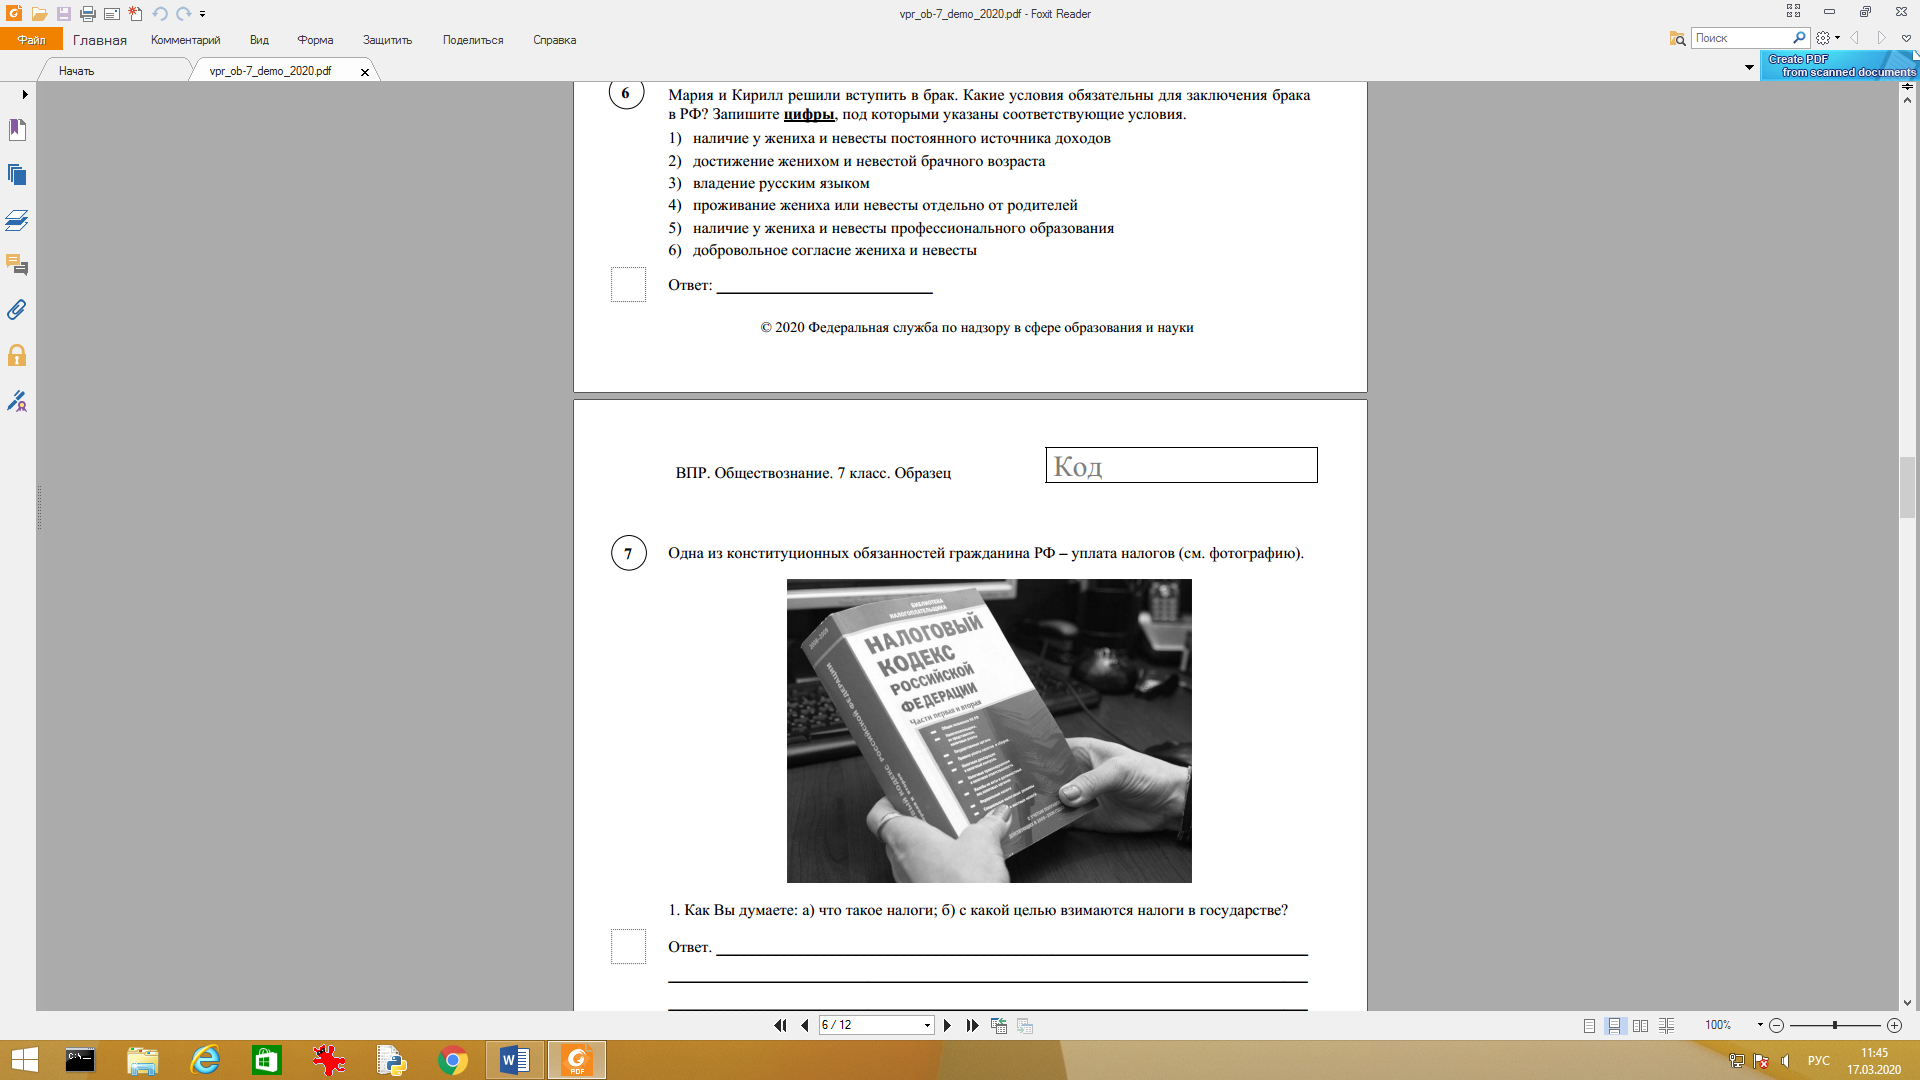 vpr_ob-7_demo_2020.pdf - Foxit Reader
Файл Главная Комментарий Вид Форма Защитить Поделиться Справка
Поиск
Начать
vpr_ob-7_demo_2020.pdf
Create PDF
from scanned documents
6
Мария и Кирилл решили вступить в брак. Какие условия обязательны для заключения брака
в РФ? Запишите цифры, под которыми указаны соответствующие условия.
1) наличие у жениха и невесты постоянного источника доходов
2) достижение женихом и невестой брачного возраста
3) владение русским языком
4) проживание жениха или невесты отдельно от родителей
5) наличие у жениха и невесты профессионального образования
6) добровольное согласие жениха и невесты
Ответ:
© 2020 Федеральная служба по надзору в сфере образования и науки
ВПР. Обществознание. 7 класс. Образец
Код
7
Одна из конституционных обязанностей гражданина РФ – уплата налогов (см. фотографию).
БИБЛИОТЕКА
НАЛОГОПЛАТЕЛЬЩИКА
НАЛОГОВЫЙ
КОДЕКС
РОССИЙСКОЙ
ФЕДЕРАЦИИ
Части первая и вторая
1. Как Вы думаете: а) что такое налоги; б) с какой целью взимаются налоги в государстве?
Ответ.
6 / 12
100%
C:\
W
PDF
РУС
11:45
17.03.2020